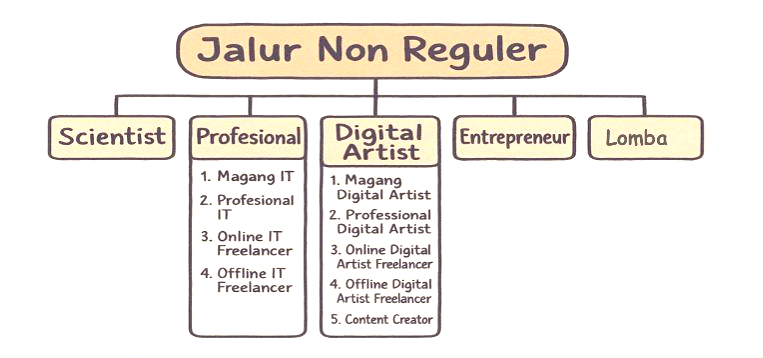 Jalur Non Reguler
Scientist
Profesional
1. Magang IT
2. Profesional
IT
3. Online IT
Freelancer
4. Offline IT
Freelancer
Digital
Artist
1. Magang
Digital Artist
2. Professional
Digital Artist
3. Online Digital
Artist Freelancer
4. Offline Digital
Artist Freelancer
5. Content Creator
Entrepreneur
Lomba